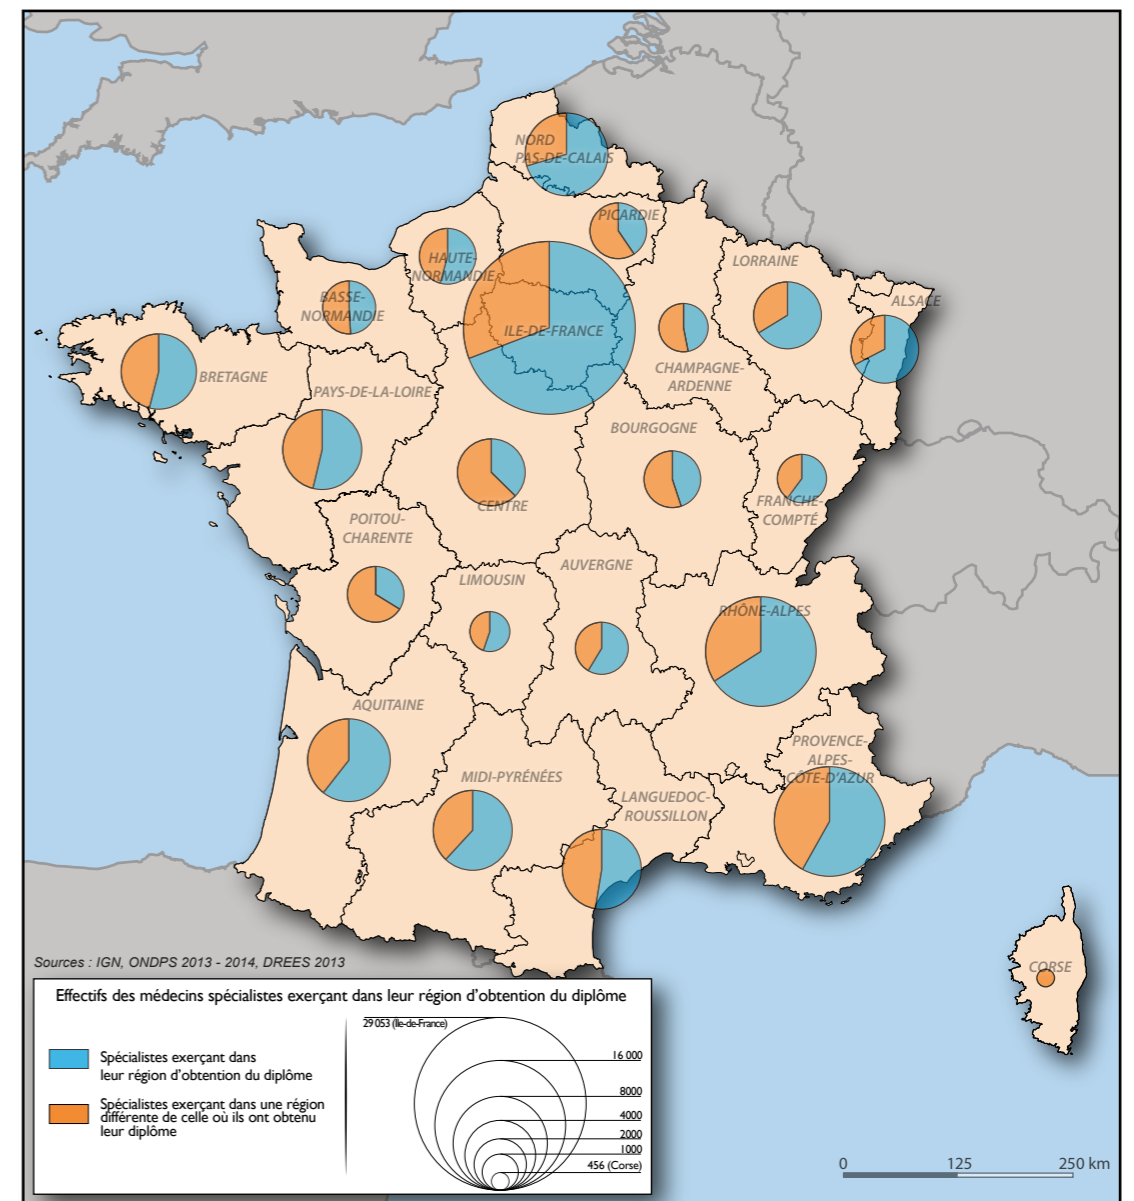 NORD
PAS-DE-CALAIS
PICARDIE
HAUTE-
NORMANDIE
BASSE-
NORMANDIE
LORRAINE
ALSACE
ILE-DE-FRANCE
CHAMPAGNE-
ARDENNE
BRETAGNE
PAYS-DE-LA-LOIRE
BOURGOGNE
CENTRE
FRANCHE-
COMPTÉ
POITOU-
CHARENTE
LIMOUSIN
AUVERGNE
RHÔNE-ALPES
AQUITAINE
MIDI-PYRÉNÉES
LANGUEDOC-
ROUSSILLON
PROVENCE-
ALPES-
CÔTE-D'AZUR
CORSE
Sources : IGN, ONDPS 2013 - 2014, DREES 2013
Effectifs des médecins spécialistes exerçant dans leur région d'obtention du diplôme
Spécialistes exerçant dans
leur région d'obtention du diplôme
Spécialistes exerçant dans une région
différente de celle où ils ont obtenu
leur diplôme
29 053 (Ile-de-France)
16 000
8000
4000
2000
1000
456 (Corse)
0 125 250 km